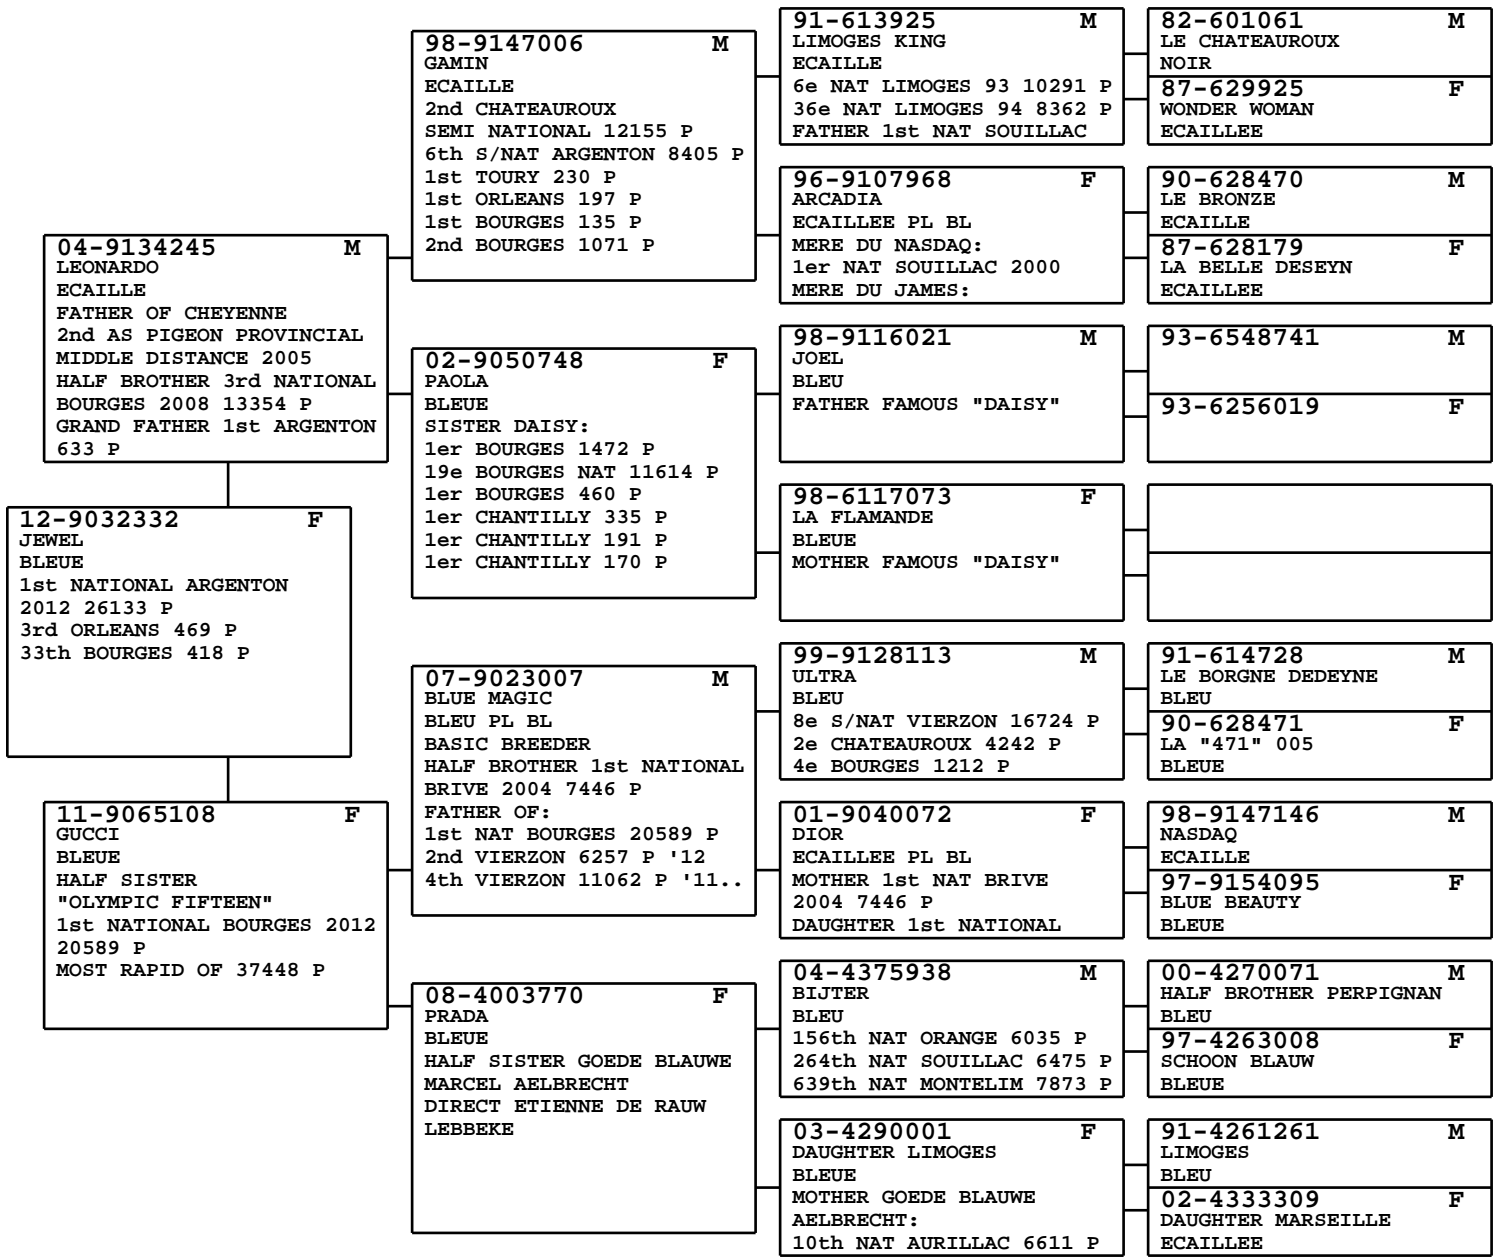 12-9032332 F
JEWEL
BLEUE
1st NATIONAL ARGENTON
2012 26133 P
3rd ORLEANS 469 P
33th BOURGES 418 P
04-9134245 M
LEONARDO
ECAILLE
FATHER OF CHEYENNE
2nd AS PIGEON PROVINCIAL
MIDDLE DISTANCE 2005
HALF BROTHER 3rd NATIONAL
BOURGES 2008 13354 P
GRAND FATHER 1st ARGENTON
633 P
11-9065108 F
GUCCI
BLEUE
HALF SISTER
"OLYMPIC FIFTEEN"
1st NATIONAL BOURGES 2012
20589 P
MOST RAPID OF 37448 P
98-9147006 M
GAMIN
ECAILLE
2nd CHATEAUROUX
SEMI NATIONAL 12155 P
6th S/NAT ARGENTON 8405 P
1st TOURY 230 P
1st ORLEANS 197 P
1st BOURGES 135 P
2nd BOURGES 1071 P
02-9050748 F
PAOLA
BLEUE
SISTER DAISY:
1er BOURGES 1472 P
19e BOURGES NAT 11614 P
1er BOURGES 460 P
1er CHANTILLY 335 P
1er CHANTILLY 191 P
1er CHANTILLY 170 P
07-9023007 M
BLUE MAGIC
BLEU PL BL
BASIC BREEDER
HALF BROTHER 1st NATIONAL
BRIVE 2004 7446 P
FATHER OF:
1st NAT BOURGES 20589 P
2nd VIERZON 6257 P '12
4th VIERZON 11062 P '11..
08-4003770 F
PRADA
BLEUE
HALF SISTER GOEDE BLAUWE
MARCEL AELBRECHT
DIRECT ETIENNE DE RAUW
LEBBEKE
91-613925 M
LIMOGES KING
ECAILLE
6e NAT LIMOGES 93 10291 P
36e NAT LIMOGES 94 8362 P
FATHER 1st NAT SOUILLAC
96-9107968 F
ARCADIA
ECAILLEE PL BL
MERE DU NASDAQ:
1er NAT SOUILLAC 2000
MERE DU JAMES:
98-9116021 M
JOEL
BLEU
FATHER FAMOUS "DAISY"
98-6117073 F
LA FLAMANDE
BLEUE
MOTHER FAMOUS "DAISY"
99-9128113 M
ULTRA
BLEU
8e S/NAT VIERZON 16724 P
2e CHATEAUROUX 4242 P
4e BOURGES 1212 P
01-9040072 F
DIOR
ECAILLEE PL BL
MOTHER 1st NAT BRIVE
2004 7446 P
DAUGHTER 1st NATIONAL
04-4375938 M
BIJTER
BLEU
156th NAT ORANGE 6035 P
264th NAT SOUILLAC 6475 P
639th NAT MONTELIM 7873 P
03-4290001 F
DAUGHTER LIMOGES
BLEUE
MOTHER GOEDE BLAUWE
AELBRECHT:
10th NAT AURILLAC 6611 P
82-601061 M
LE CHATEAUROUX
NOIR
87-629925 F
WONDER WOMAN
ECAILLEE
90-628470 M
LE BRONZE
ECAILLE
87-628179 F
LA BELLE DESEYN
ECAILLEE
93-6548741 M
93-6256019 F
91-614728 M
LE BORGNE DEDEYNE
BLEU
90-628471 F
LA "471" 005
BLEUE
98-9147146 M
NASDAQ
ECAILLE
97-9154095 F
BLUE BEAUTY
BLEUE
00-4270071 M
HALF BROTHER PERPIGNAN
BLEU
97-4263008 F
SCHOON BLAUW
BLEUE
91-4261261 M
LIMOGES
BLEU
02-4333309 F
DAUGHTER MARSEILLE
ECAILLEE